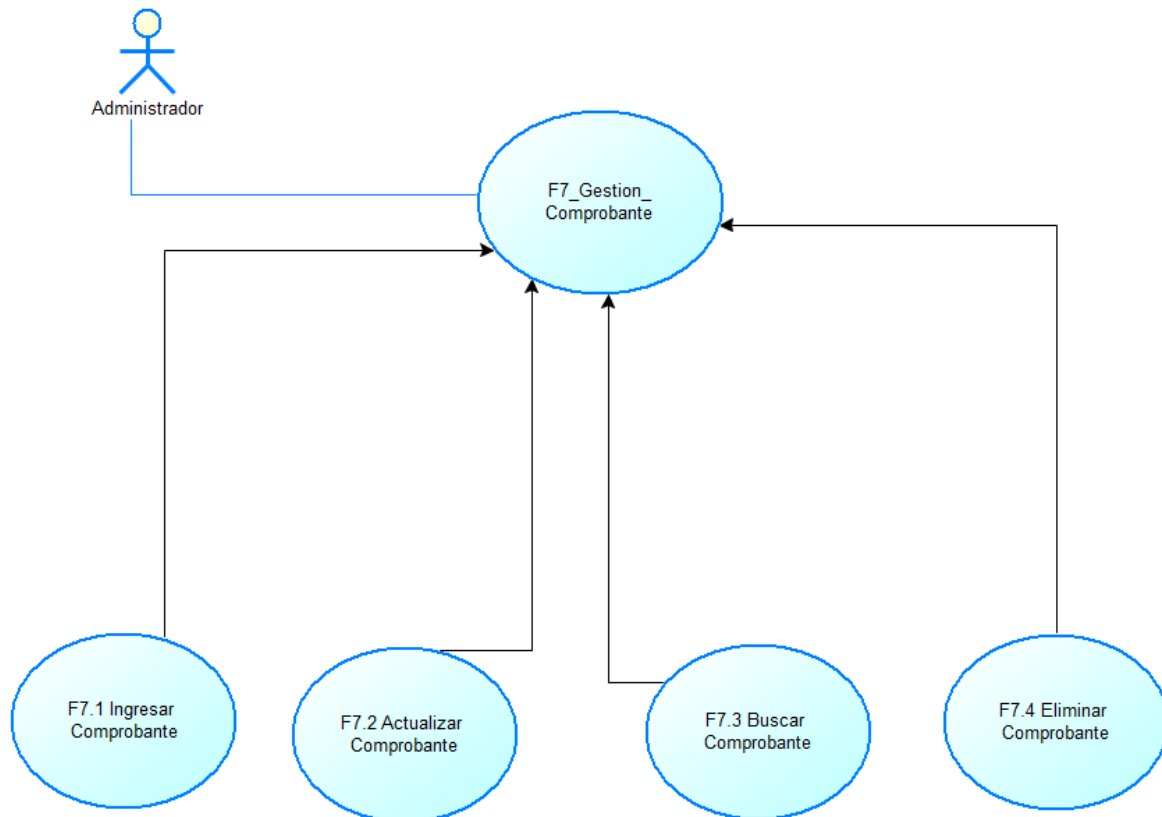 Administrador
F7_Gestion_
Comprobante
F7.1 Ingresar
Comprobante
F7.2 Actualizar
Comprobante
F7.3 Buscar
Comprobante
F7.4 Eliminar
Comprobante